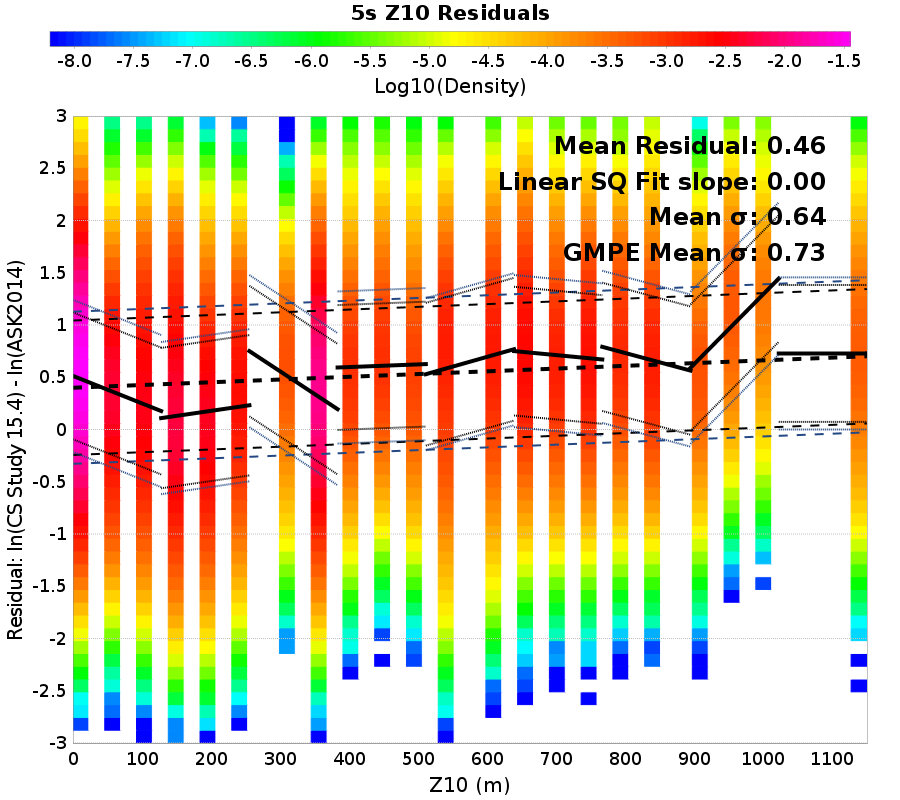 5s Z10 Residuals
-8.0 -7.5 -7.0 -6.5 -6.0 -5.5 -5.0 -4.5 -4.0 -3.5 -3.0 -2.5 -2.0 -1.5
Log10(Density)
Mean Residual: 0.46
Linear SQ Fit slope: 0.00
Mean σ: 0.64
GMPE Mean σ: 0.73
Residual: ln(CS Study 15.4) - ln(ASK2014)
3
2.5
2
1.5
1
0.5
0
-0.5
-1
-1.5
-2
-2.5
-3
0 100 200 300 400 500 600 700 800 900 1000 1100
Z10 (m)